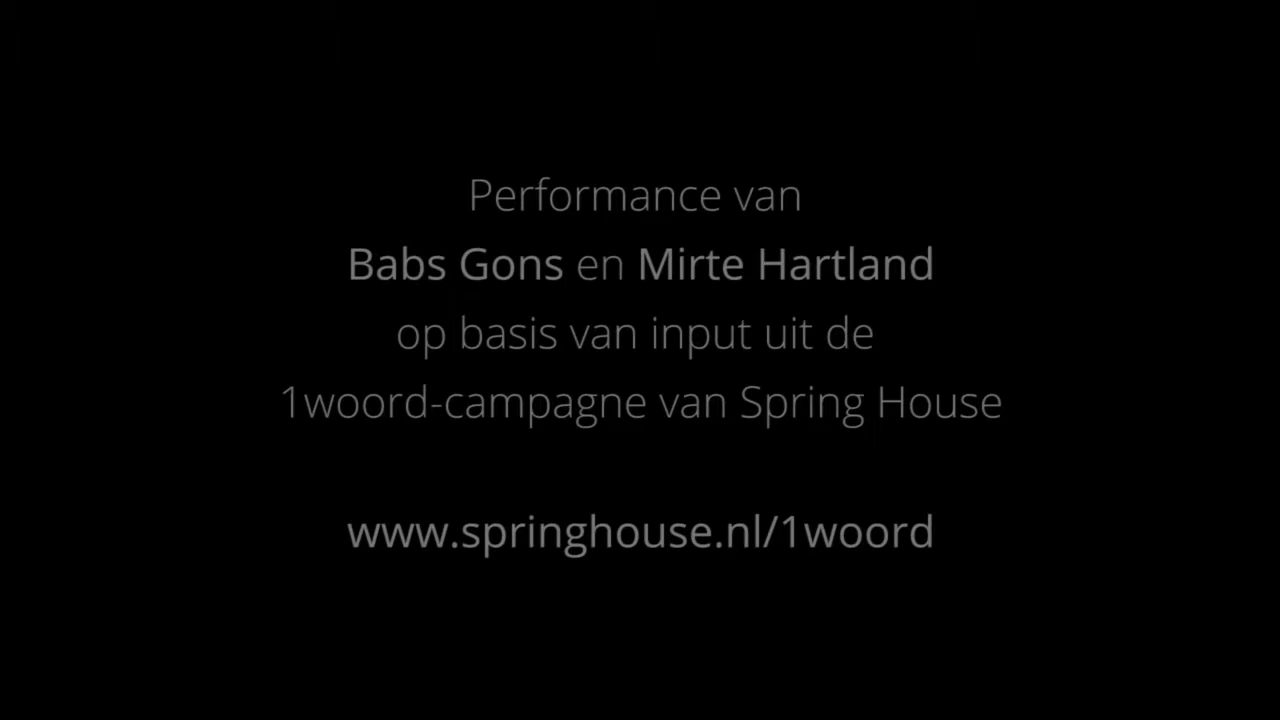 Performance van
Babs Gons en Mirte Hartland
op basis van input uit de
1woord-campagne van Spring House
www.springhouse.nl/1woord